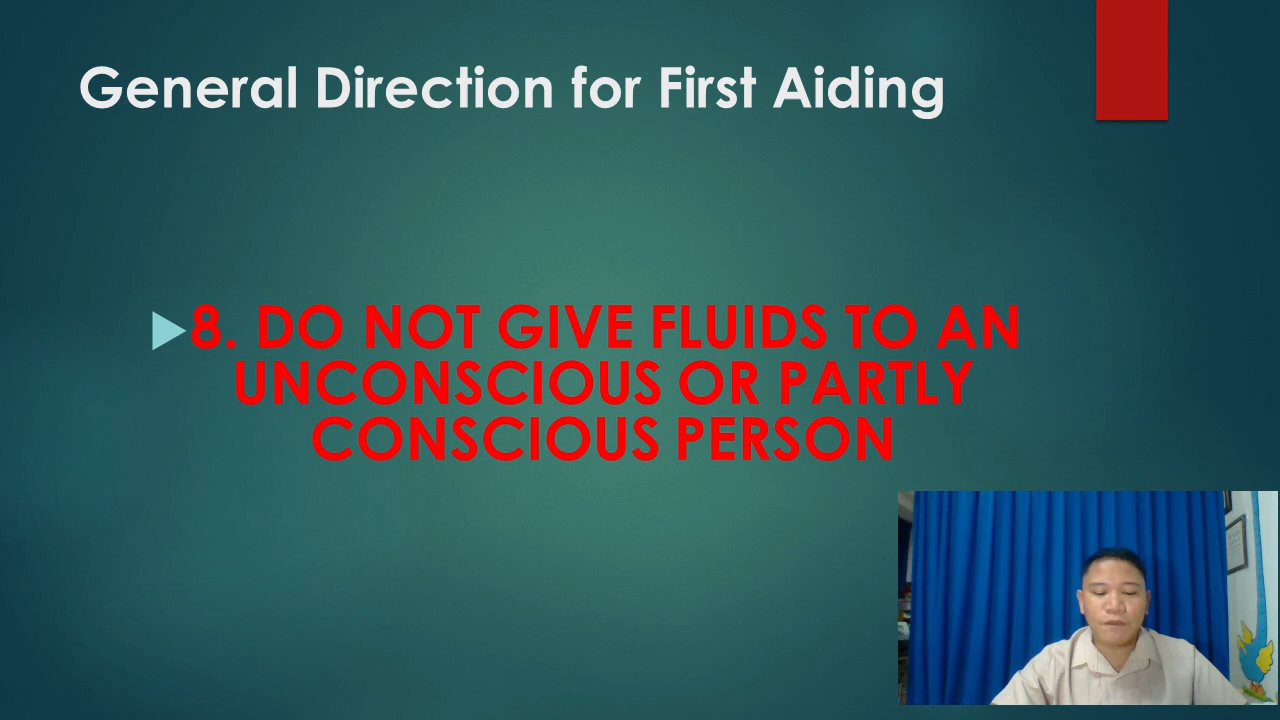 General Direction for First Aiding
8. DO NOT GIVE FLUIDS TO AN
UNCONSCIOUS OR PARTLY
CONSCIOUS PERSON